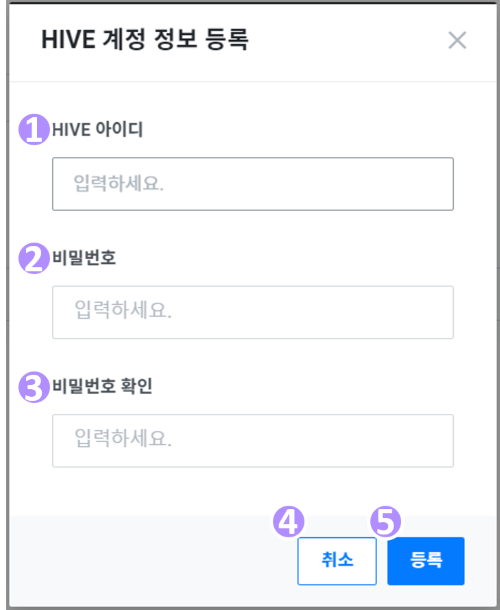 HIVE 계정 정보 등록
1 HIVE 아이디
입력하세요.
2 비밀번호
입력하세요.
3 비밀번호 확인
입력하세요.
4 5
취소 등록